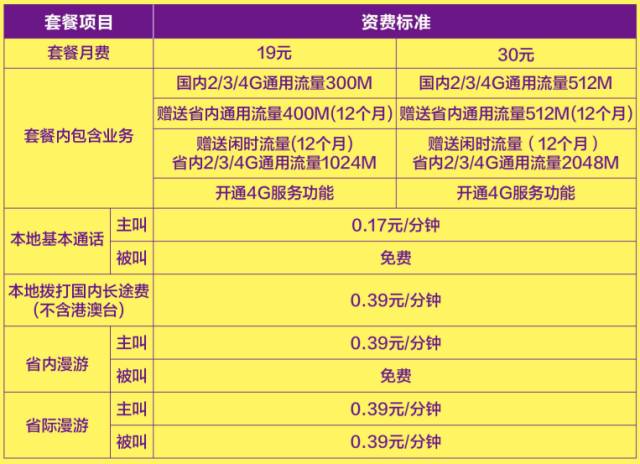 套餐项目 资费标准
套餐月费 19元 30元
套餐内包含业务
国内2/3/4G通用流量300M 国内2/3/4G通用流量512M
赠送省内通用流量400M(12个月) 赠送省内通用流量512M(12个月)
赠送闲时流量(12个月) 赠送闲时流量（12个月）
省内2/3/4G通用流量1024M 省内2/3/4G通用流量2048M
开通4G服务功能 开通4G服务功能
本地基本通话
主叫 0.17元/分钟
被叫 免费
本地拨打国内长途费
(不含港澳台)
0.39元/分钟
省内漫游
主叫 0.39元/分钟
被叫 免费
省际漫游
主叫 0.39元/分钟
被叫 0.39元/分钟